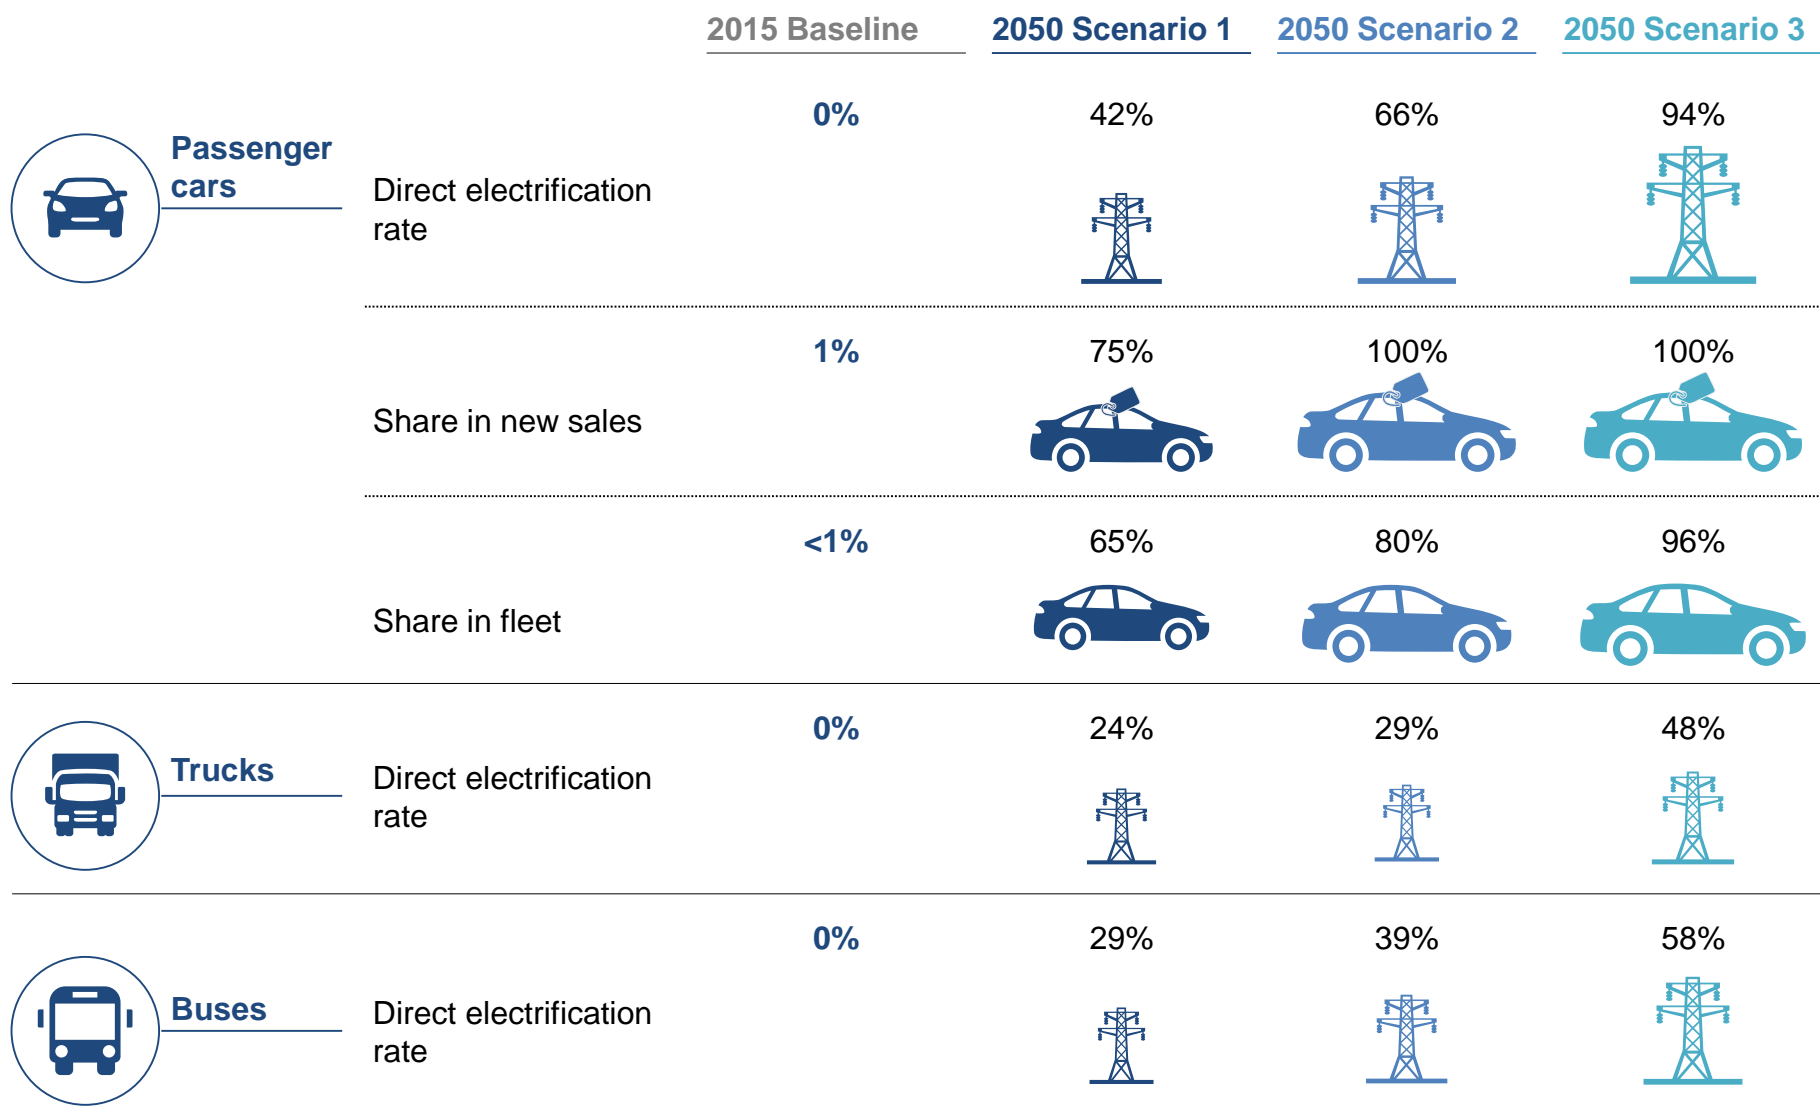 2015 Baseline 2050 Scenario 1 2050 Scenario 2 2050 Scenario 3
0% 42% 66% 94%
Passenger
cars
Direct electrification
rate
1% 75% 100% 100%
Share in new sales
<1% 65% 80% 96%
Share in fleet
0% 24% 29% 48%
Trucks
Direct electrification
rate
0% 29% 39% 58%
Buses
Direct electrification
rate